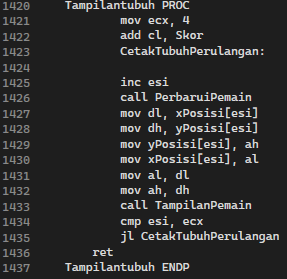 1420 Tampilantubuh PROC
1421 mov ecx, 4
1422 add cl, Skor
1423 CetakTubuhPerulangan:
1424
1425 inc esi
1426 call PerbaruiPemain
1427 mov dl, xPosisi[esi]
1428 mov dh, yPosisi[esi]
1429 mov yPosisi[esi], ah
1430 mov xPosisi[esi], al
1431 mov al, dl
1432 mov ah, dh
1433 call TampilanPemain
1434 cmp esi, ecx
1435 jl CetakTubuhPerulangan
1436 ret
1437 Tampilantubuh ENDP